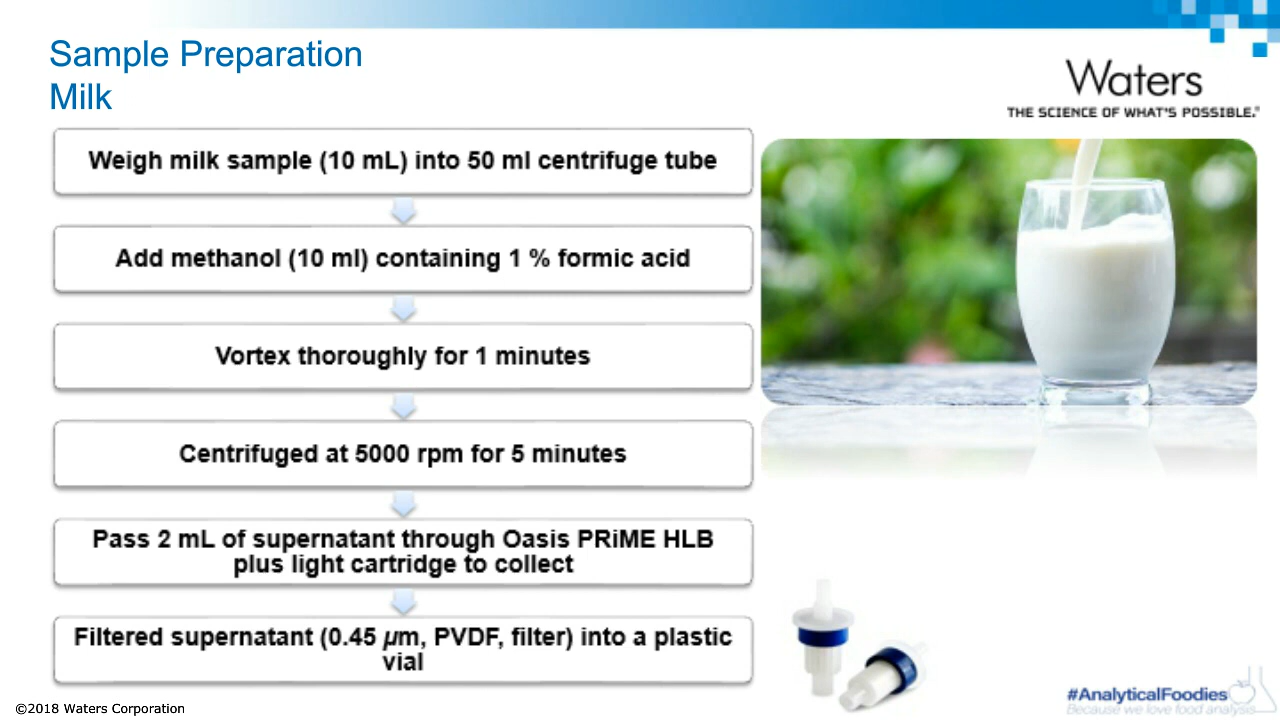 Sample Preparation
Milk
Waters
THE SCIENCE OF WHAT'S POSSIBLE.®
Weigh milk sample (10 mL) into 50 ml centrifuge tube
Add methanol (10 ml) containing 1 % formic acid
Vortex thoroughly for 1 minutes
Centrifuged at 5000 rpm for 5 minutes
Pass 2 mL of supernatant through Oasis PRiME HLB
plus light cartridge to collect
Filtered supernatant (0.45 µm, PVDF, filter) into a plastic
vial
©2018 Waters Corporation
#AnalyticalFoodies
Because we love food analysis